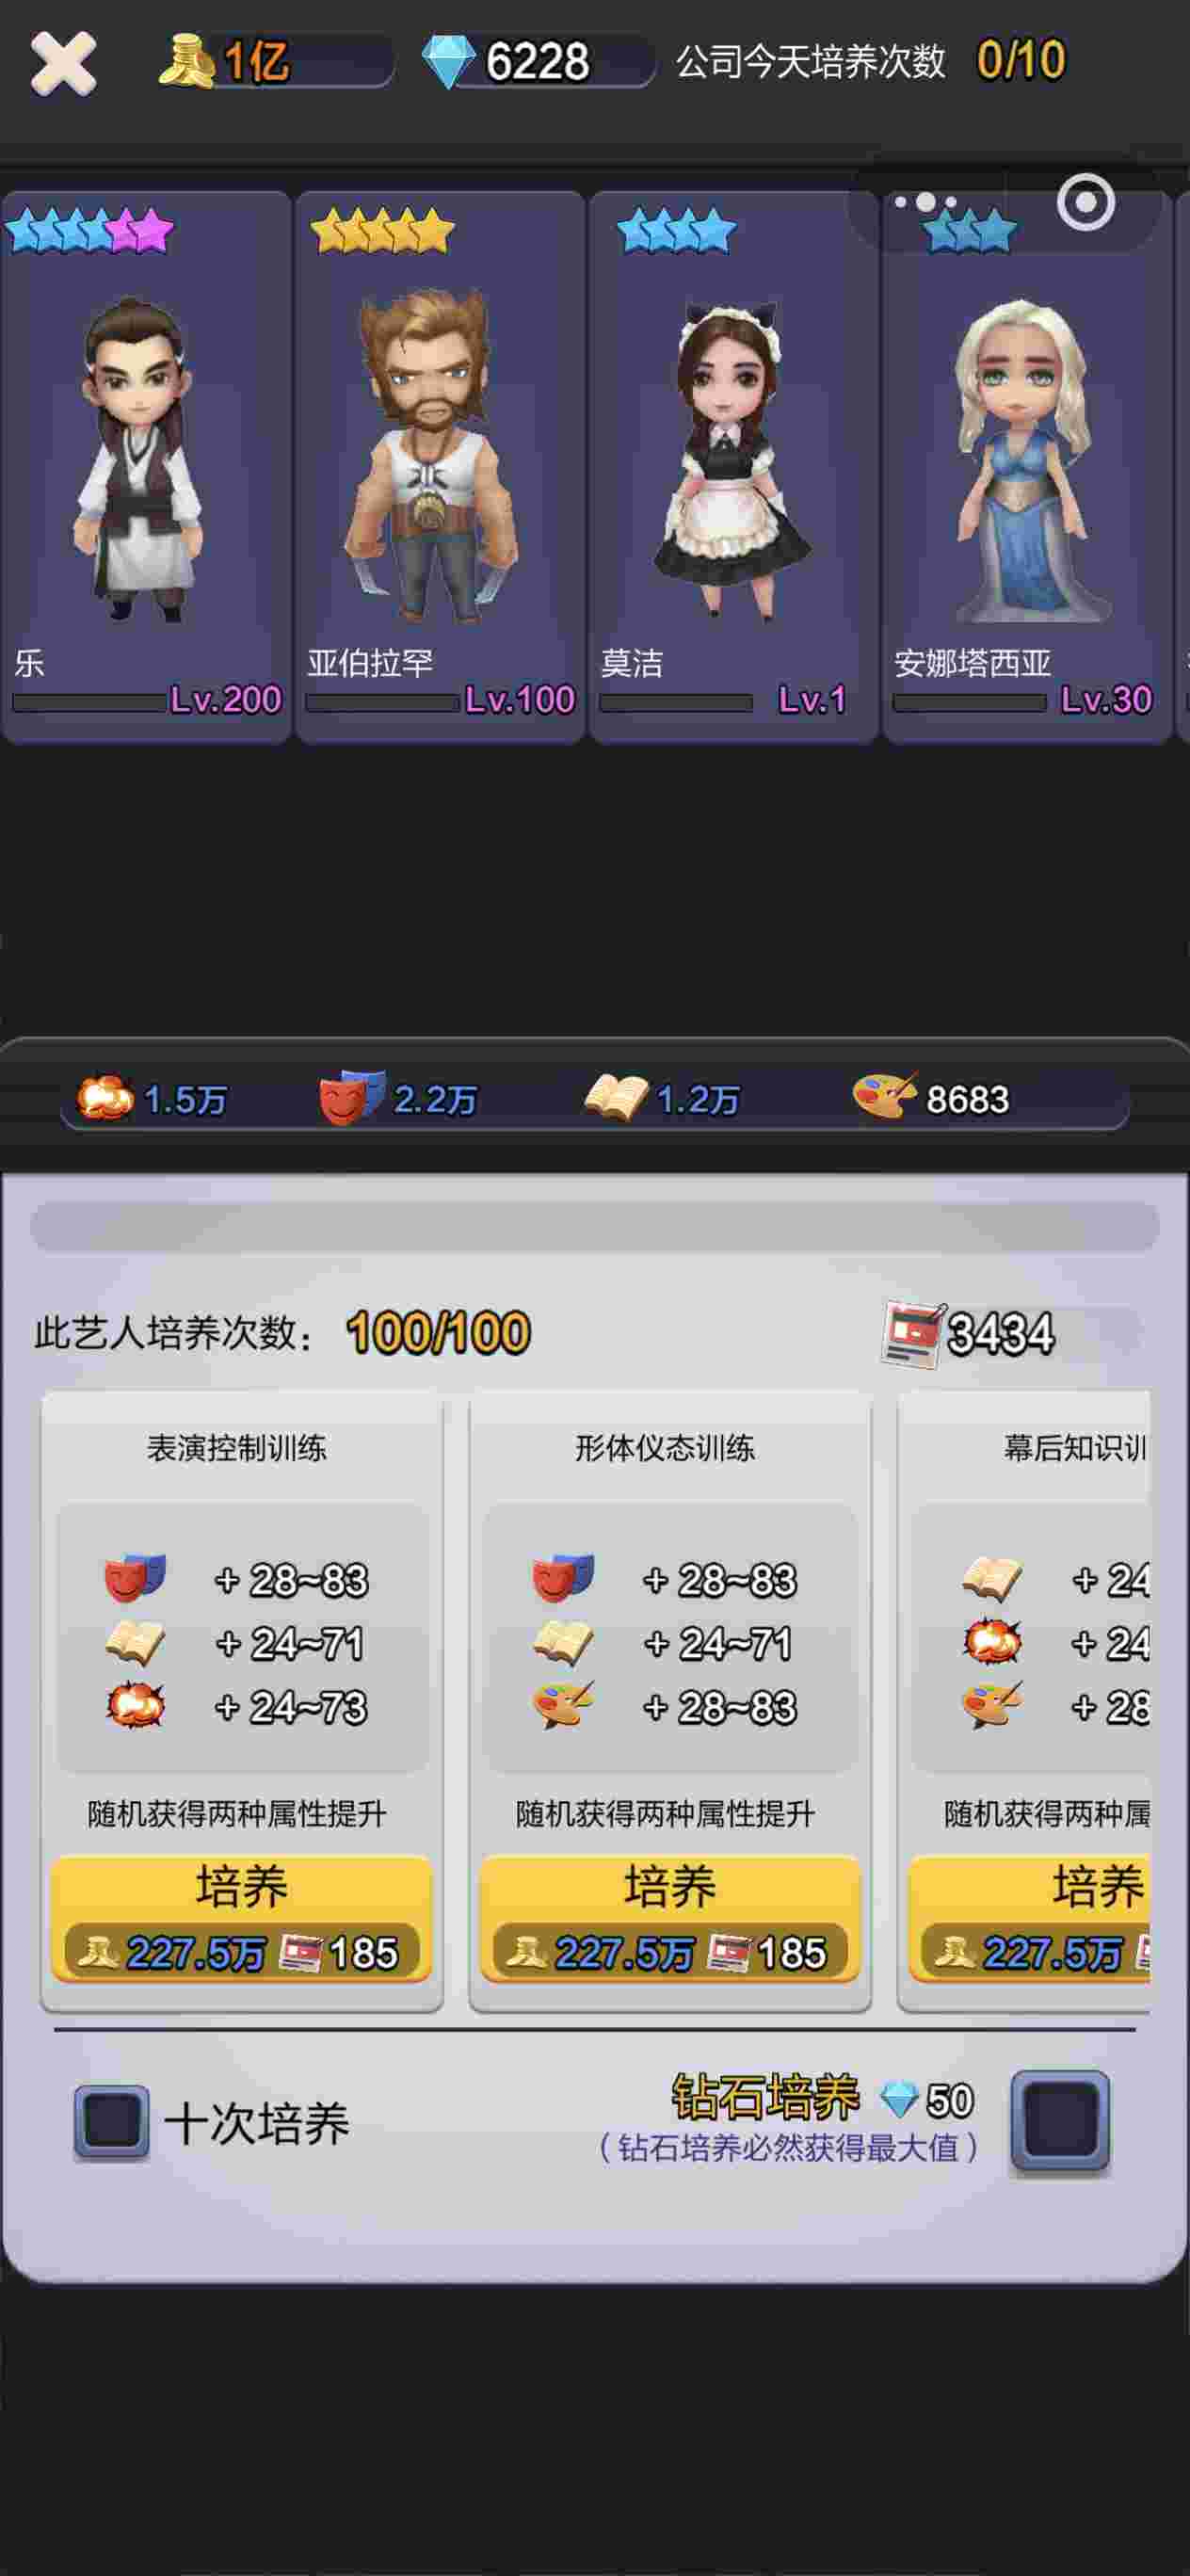 1亿 6228 公司今天培养次数 0/10
乐 亚伯拉罕 莫洁 安娜塔西亚
Lv.200 Lv.100 Lv.1 Lv.30
1.5万 2.2万 1.2万 8683
此艺人培养次数： 100/100 3434
表演控制训练 形体仪态训练 幕后知识训
+ 28~83 + 28~83 + 24
+ 24~71 + 24~71 + 24
+ 24~73 + 28~83 + 28
随机获得两种属性提升 随机获得两种属性提升 随机获得两种属
培养 培养 培养
227.5万 185 227.5万 185 227.5万
十次培养 钻石培养 50
（钻石培养必然获得最大值）